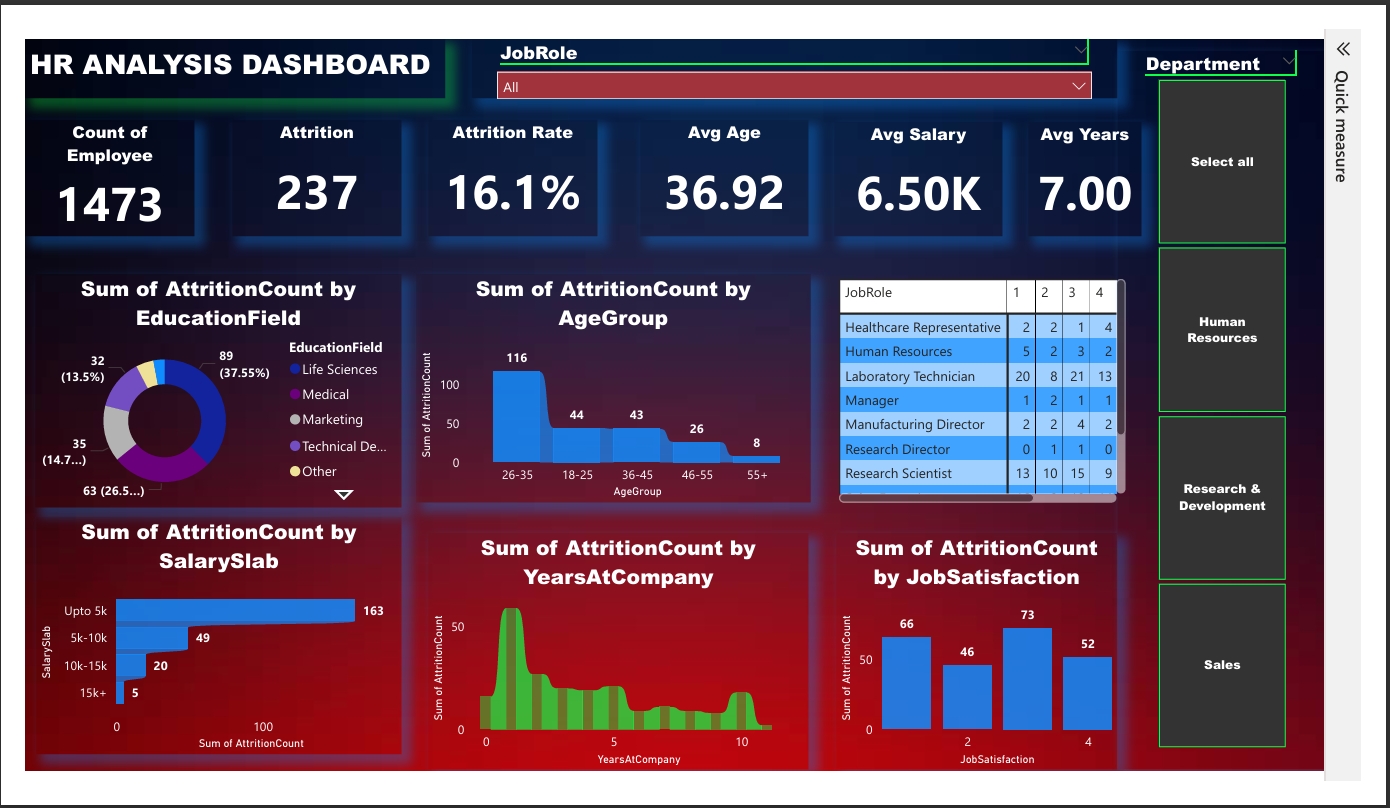 HR ANALYSIS DASHBOARD
JobRole
All
Department
Quick measure
Count of
Employee
1473
Attrition
237
Attrition Rate
16.1%
Avg Age
36.92
Avg Salary
6.50K
Avg Years
7.00
Select all
Human
Resources
Research &
Development
Sales
Sum of AttritionCount by
EducationField
32
(13.5%)
89
(37.55%)
35
(14.7...)
63 (26.5...)
EducationField
Life Sciences
Medical
Marketing
Technical De...
Other
Sum of AttritionCount by
AgeGroup
Sum of AttritionCount
100
50
0
116
44
43
26
8
26-35 18-25 36-45 46-55 55+
AgeGroup
JobRole 1 2 3 4
Healthcare Representative 2 2 1 4
Human Resources 5 2 3 2
Laboratory Technician 20 8 21 13
Manager 1 2 1 1
Manufacturing Director 2 2 4 2
Research Director 0 1 1 0
Research Scientist 13 10 15 9
Sum of AttritionCount by
SalarySlab
SalarySlab
Upto 5k 163
5k-10k 49
10k-15k 20
15k+ 5
0 100
Sum of AttritionCount
Sum of AttritionCount by
YearsAtCompany
Sum of AttritionCount
50
0
0 5 10
YearsAtCompany
Sum of AttritionCount
by JobSatisfaction
Sum of AttritionCount
50
0
66
46
73
52
2 4
JobSatisfaction